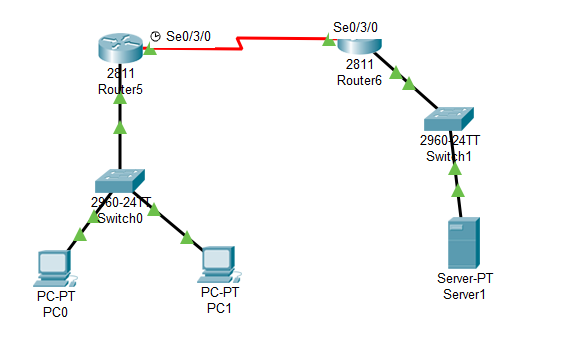 Se0/3/0
2811
Router5
Se0/3/0
2811
Router6
2960-24TT
Switch1
2960-24TT
Switch0
PC-PT
PC0
PC-PT
PC1
Server-PT
Server1